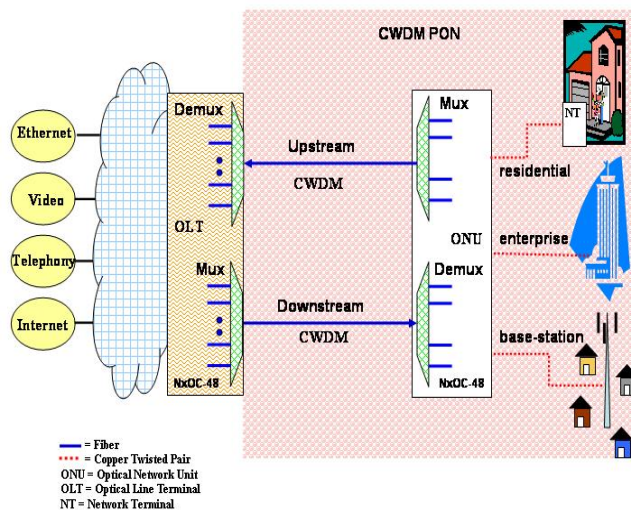 CWDM PON
Ethernet
Video
Telephony
Internet
Demux
OLT
Mux
NxOC-48
Upstream
CWDM
Downstream
CWDM
Mux
ONU
Demux
NxOC-48
NT
residential
enterprise
base-station
= Fiber
= Copper Twisted Pair
ONU = Optical Network Unit
OLT = Optical Line Terminal
NT = Network Terminal